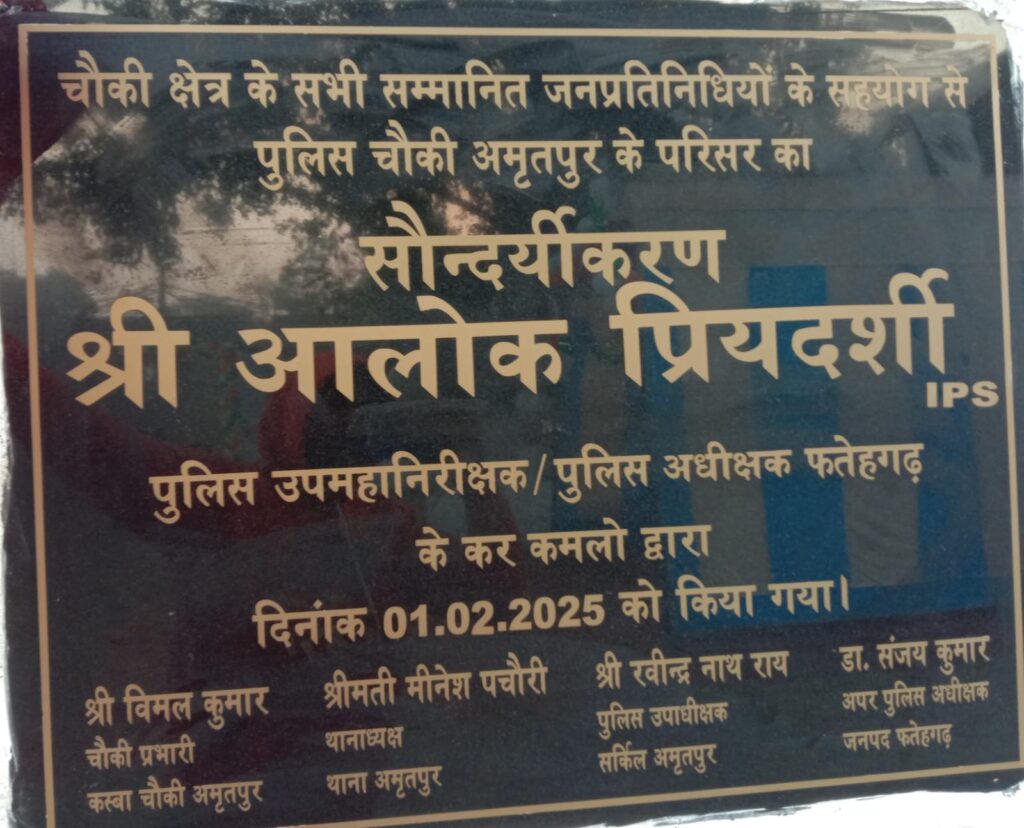 चौकी क्षेत्र के सभी सम्मानित जनप्रतिनिधियों के सहयोग से
पुलिस चौकी अमृतपुर के परिसर का
सौन्दर्यीकरण
श्री आलोक प्रियदर्शी
IPS
पुलिस उपमहानिरीक्षक/पुलिस अधीक्षक फतेहगढ़
के कर कमलो द्वारा
दिनांक 01.02.2025 को किया गया।
श्री विमल कुमार
चौकी प्रभारी
कस्बा चौकी अमृतपुर
श्रीमती मीनेश पचौरी
थानाध्यक्ष
थाना अमृतपुर
श्री रवीन्द्र नाथ राय
पुलिस उपाधीक्षक
सर्किल अमृतपुर
डा. संजय कुमार
अपर पुलिस अधीक्षक
जनपद फतेहगढ़